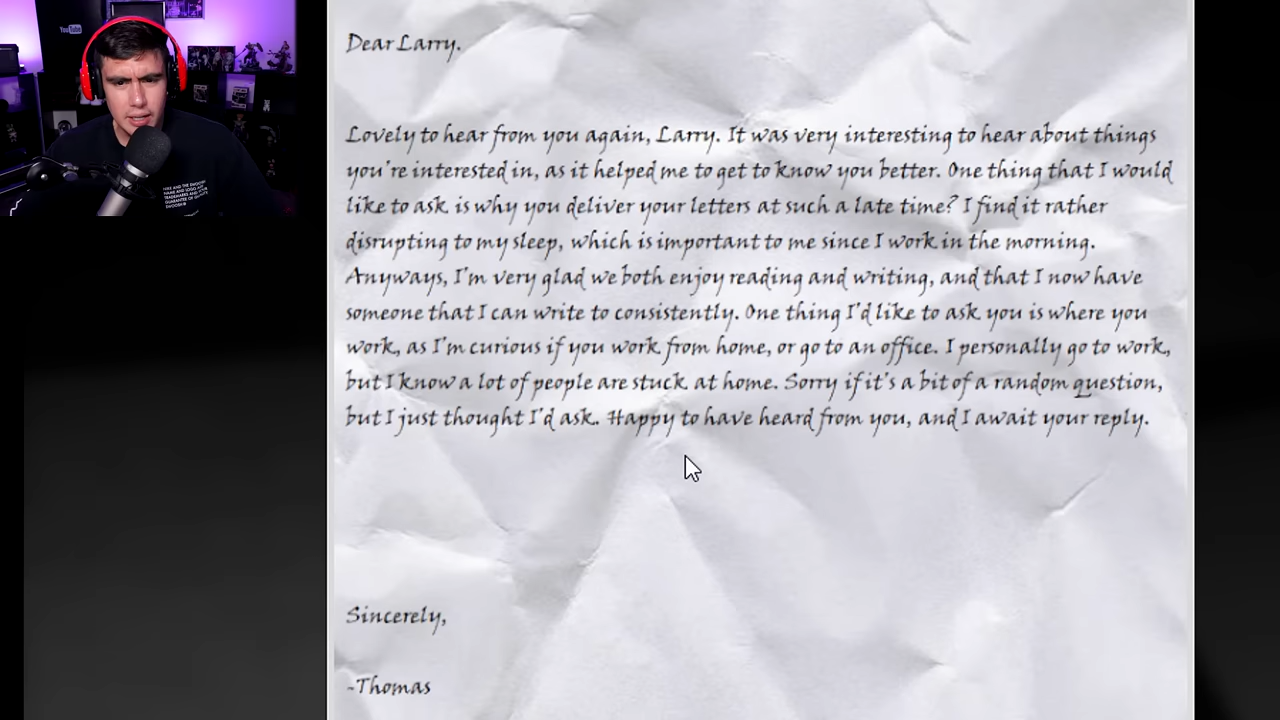 YouTube
Dear Larry.
Lovely to hear from you again, Larry. It was very interesting to hear about things
you're interested in, as it helped me to get to know you better. One thing that I would
like to ask is why you deliver your letters at such a late time? I find it rather
disrupting to my sleep, which is important to me since I work in the morning.
Anyways, I'm very glad we both enjoy reading and writing, and that I now have
someone that I can write to consistently. One thing I'd like to ask you is where you
work, as I'm curious if you work from home, or go to an office. I personally go to work,
but I know a lot of people are stuck at home. Sorry if it's a bit of a random question,
but I just thought I'd ask. Happy to have heard from you, and I await your reply.
Sincerely,
-Thomas